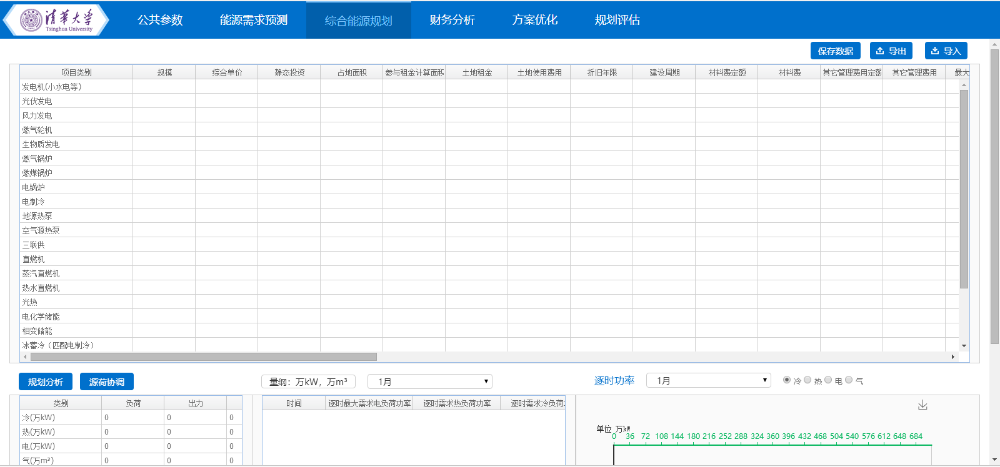 清华大学
Tsinghua University
公共参数 能源需求预测 综合能源规划 财务分析 方案优化 规划评估
保存数据 导出 导入
项目类别 规模 综合单价 静态投资 占地面积 参与租金计算面积 土地租金 土地使用费用 折旧年限 建设周期 材料费定额 材料费 其它管理费用定额 其它管理费用 最大
发电机(小水电等)
光伏发电
风力发电
燃气轮机
生物质发电
燃气锅炉
燃煤锅炉
电锅炉
电制冷
地源热泵
空气源热泵
三联供
直燃机
蒸汽直燃机
热水直燃机
光热
电化学储能
相变储能
冰蓄冷（匹配电制冷）
规划分析 源荷协调 量纲：万kW，万m³ 1月 逐时功率 1月 冷 热 电 气
类别 负荷 出力
冷(万kW) 0 0 0
热(万kW) 0 0 0
电(万kW) 0 0 0
气(万m³) 0 0 0
时间 逐时最大需求电负荷功率 逐时需求热负荷功率 逐时需求冷负荷
单位 万kW
0 36 72 108 144 180 216 252 288 324 360 396 432 468 504 540 576 612 648 684